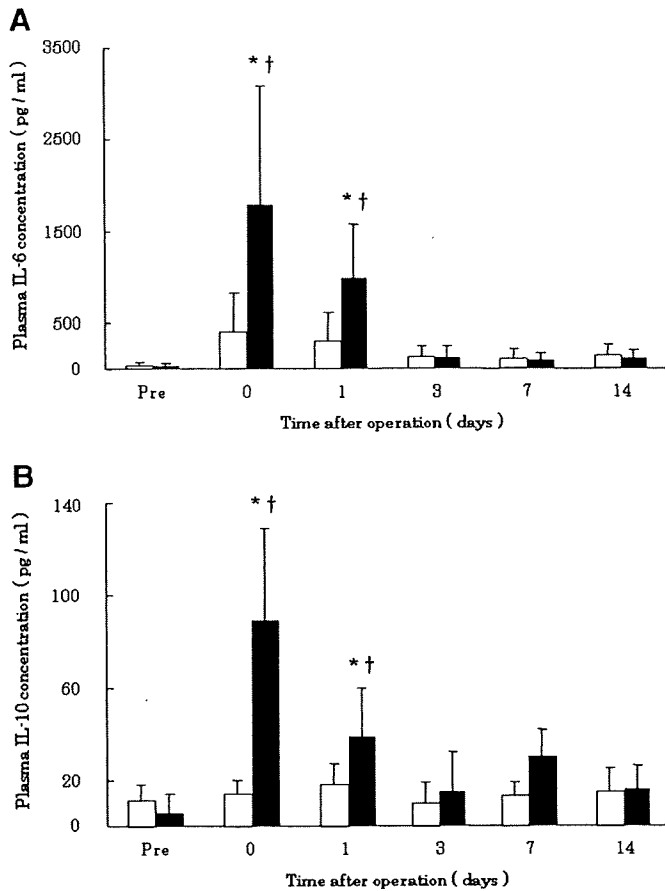 A
Plasma IL-6 concentration ( pg / ml )
3500
2500
1500
500
0
* †
* †
Pre 0 1 3 7 14
Time after operation ( days )
B
Plasma IL-10 concentration ( pg / ml )
140
100
60
20
0
* †
* †
Pre 0 1 3 7 14
Time after operation ( days )